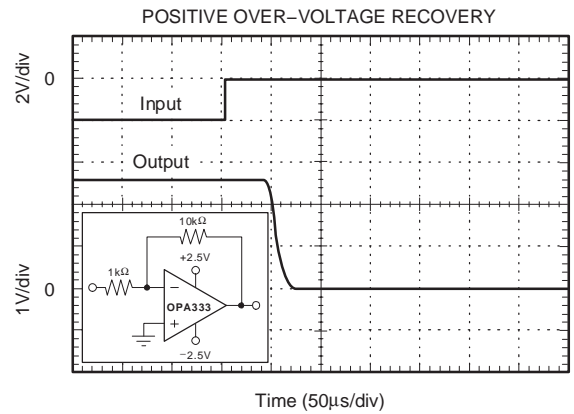 POSITIVE OVER−VOLTAGE RECOVERY
2V/div
0
Input
Output
10kΩ
+2.5V
1kΩ
−
OPA333
+
−2.5V
1V/div
0
Time (50µs/div)